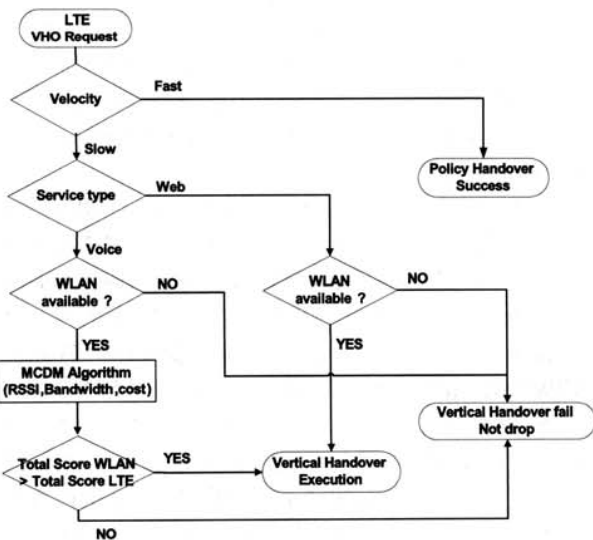 LTE
VHO Request
Velocity
Fast
Slow
Policy Handover
Success
Service type
Web
Voice
WLAN
available ?
NO
WLAN
available ?
NO
YES
YES
MCDM Algorithm
(RSSI,Bandwidth,cost)
Vertical Handover fail
Not drop
Total Score WLAN
> Total Score LTE
YES
Vertical Handover
Execution
NO